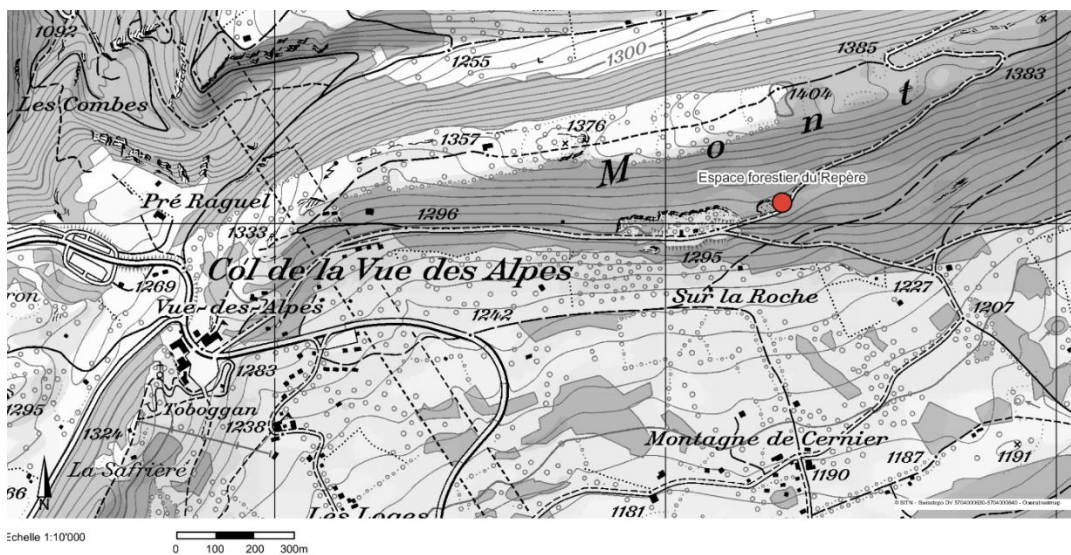 1092
1255
1300
1385
1383
Les Combes
1404
t
1376
n
1357
o
M
Espace forestier du Repère
Pré Raguel
1296
1333
1295
Col de la Vue des Alpes
1269
1227
ron
Vue-des-Alpes
Sur la Roche
1207
1242
1283
1295
Toboggan
1238
1324
Montagne de Cernier
La Safrière
1187
1191
1190
66
N
1181
Les Loges
Echelle 1:10'000
0 100 200 300m